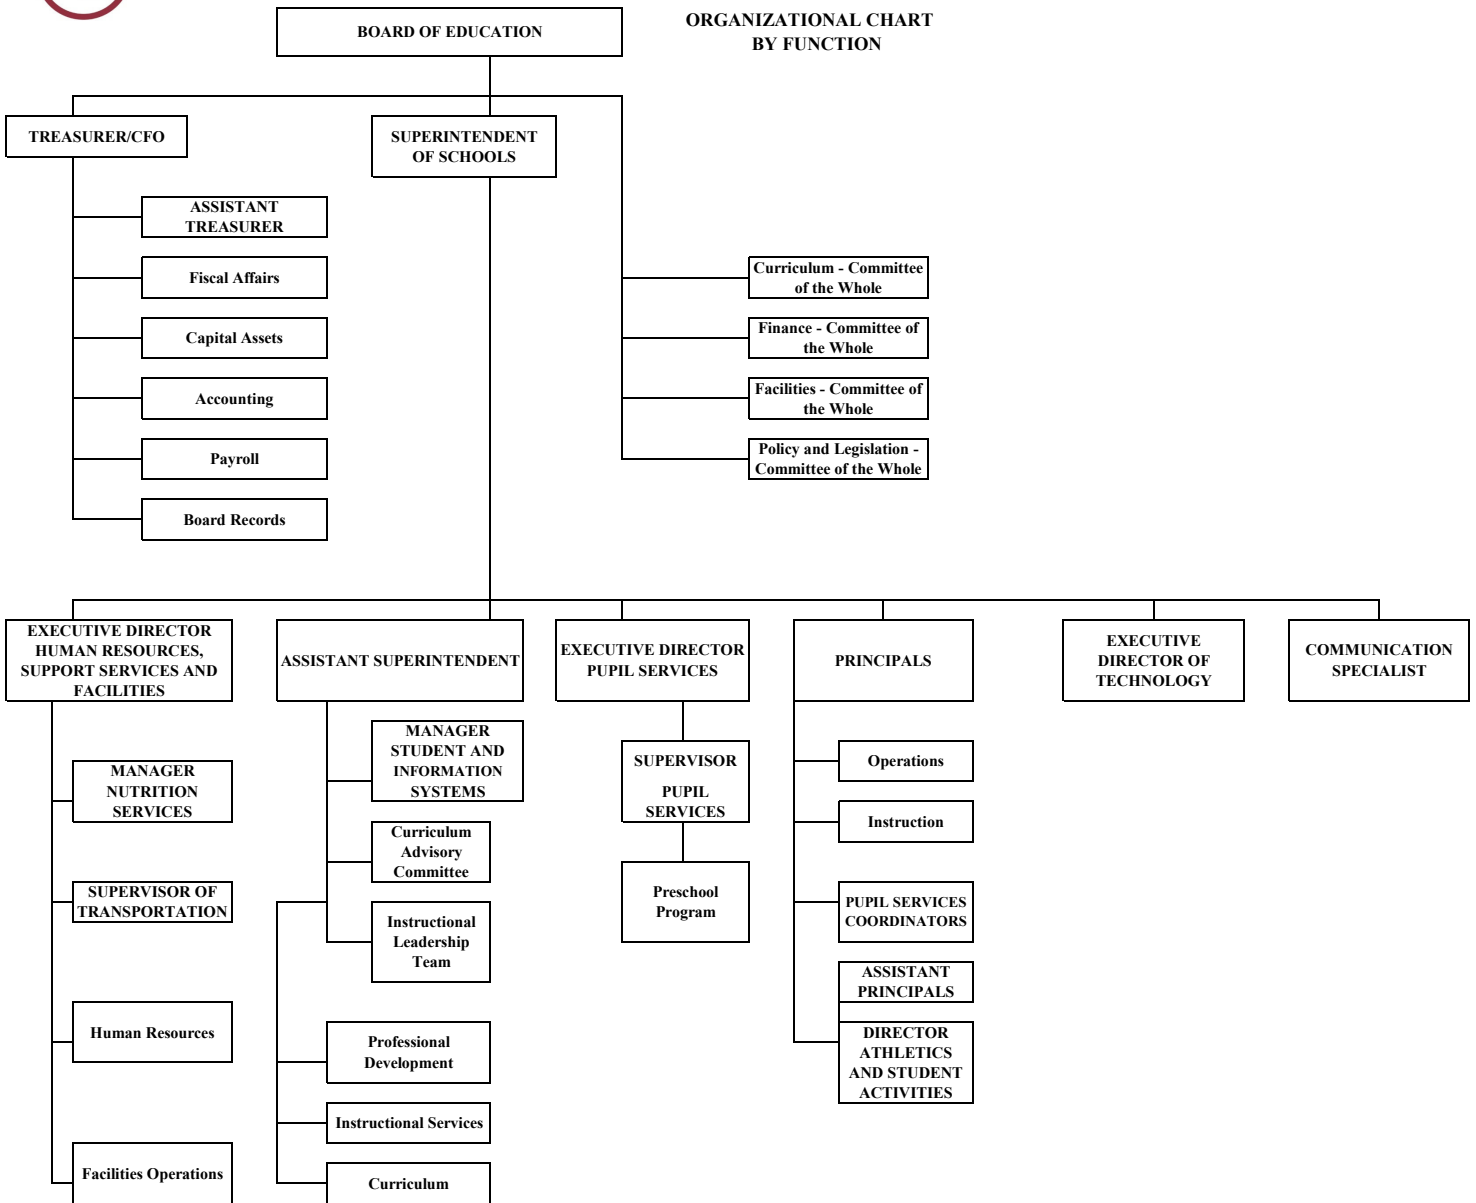 BOARD OF EDUCATION
ORGANIZATIONAL CHART
BY FUNCTION
TREASURER/CFO
SUPERINTENDENT
OF SCHOOLS
ASSISTANT
TREASURER
Fiscal Affairs
Capital Assets
Accounting
Payroll
Board Records
Curriculum - Committee
of the Whole
Finance - Committee of
the Whole
Facilities - Committee of
the Whole
Policy and Legislation -
Committee of the Whole
EXECUTIVE DIRECTOR
HUMAN RESOURCES,
SUPPORT SERVICES AND
FACILITIES
ASSISTANT SUPERINTENDENT
EXECUTIVE DIRECTOR
PUPIL SERVICES
PRINCIPALS
EXECUTIVE
DIRECTOR OF
TECHNOLOGY
COMMUNICATION
SPECIALIST
MANAGER
NUTRITION
SERVICES
SUPERVISOR OF
TRANSPORTATION
Human Resources
Facilities Operations
MANAGER
STUDENT AND
INFORMATION
SYSTEMS
Curriculum
Advisory
Committee
Instructional
Leadership
Team
Professional
Development
Instructional Services
Curriculum
SUPERVISOR
PUPIL
SERVICES
Preschool
Program
Operations
Instruction
PUPIL SERVICES
COORDINATORS
ASSISTANT
PRINCIPALS
DIRECTOR
ATHLETICS
AND STUDENT
ACTIVITIES